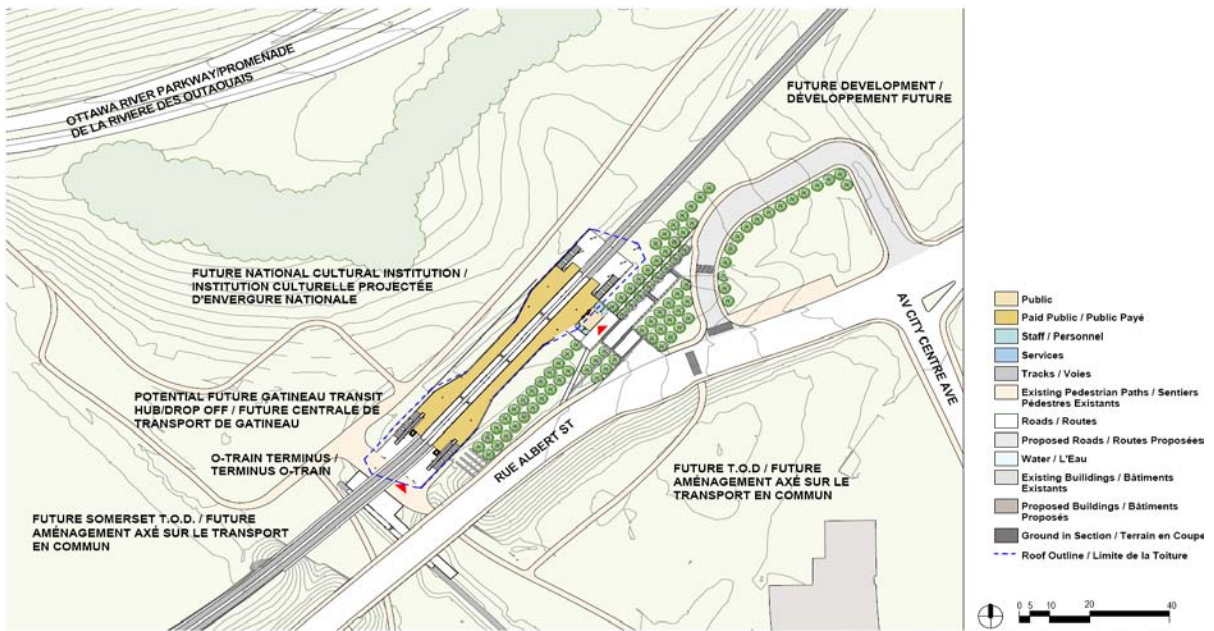 OTTAWA RIVER PARKWAY/PROMENADE
DE LA RIVIÈRE DES OUTAOUAIS
FUTURE DEVELOPMENT /
DÉVELOPPEMENT FUTURE
FUTURE NATIONAL CULTURAL INSTITUTION /
INSTITUTION CULTURELLE PROJECTÉE
D'ENVERGURE NATIONALE
AV CITY CENTRE AVE
POTENTIAL FUTURE GATINEAU TRANSIT
HUB/DROP OFF / FUTURE CENTRALE DE
TRANSPORT DE GATINEAU
O-TRAIN TERMINUS /
TERMINUS O-TRAIN
RUE ALBERT ST
FUTURE T.O.D / FUTURE
AMÉNAGEMENT AXÉ SUR LE
TRANSPORT EN COMMUN
FUTURE SOMERSET T.O.D. / FUTURE
AMÉNAGEMENT AXÉ SUR LE TRANSPORT
EN COMMUN
Public
Paid Public / Public Payé
Staff / Personnel
Services
Tracks / Voies
Existing Pedestrian Paths / Sentiers
Pédestres Existants
Roads / Routes
Proposed Roads / Routes Proposées
Water / L'Eau
Existing Buildings / Bâtiments
Existants
Proposed Buildings / Bâtiments
Proposés
Ground in Section / Terrain en Coupe
Roof Outline / Limite de la Toiture
0 5 10 20 40